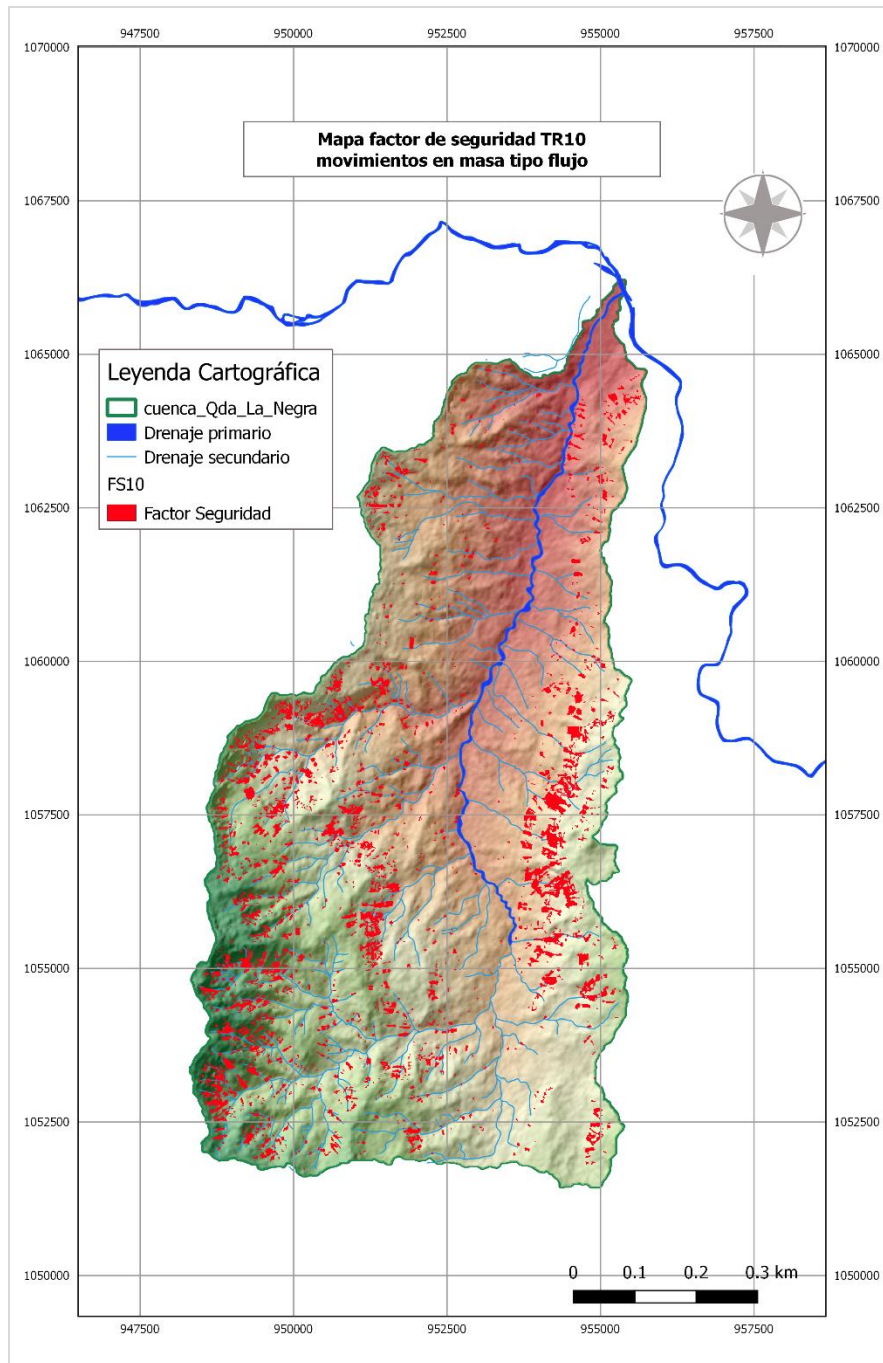 947500 950000 952500 955000 957500
1070000 1070000
Mapa factor de seguridad TR10
movimientos en masa tipo flujo
1067500 1067500
1065000 1065000
Leyenda Cartográfica
cuenca_Qda_La_Negra
Drenaje primario
Drenaje secundario
FS10
Factor Seguridad
1062500 1062500
1060000 1060000
1057500 1057500
1055000 1055000
1052500 1052500
1050000 1050000
0 0.1 0.2 0.3 km
947500 950000 952500 955000 957500